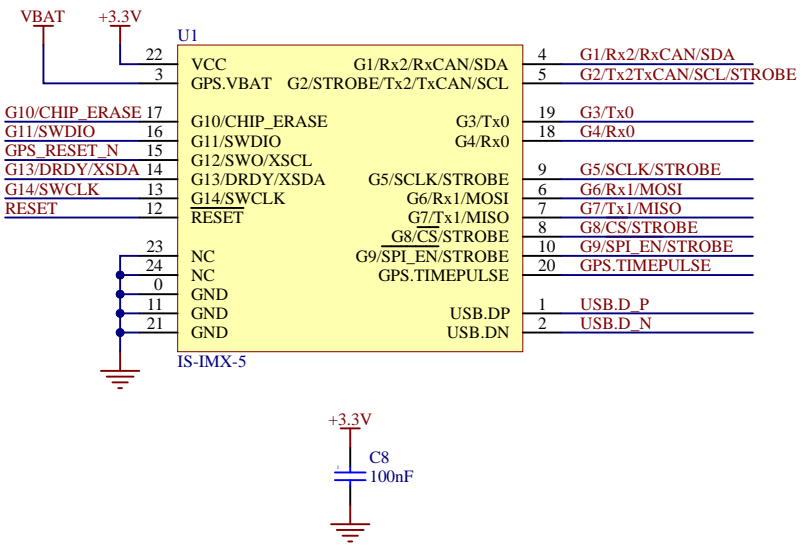 VBAT +3.3V
U1
22 VCC G1/Rx2/RxCAN/SDA 4 G1/Rx2/RxCAN/SDA
3 GPS.VBAT G2/STROBE/Tx2/TxCAN/SCL 5 G2/Tx2TxCAN/SCL/STROBE
G10/CHIP_ERASE 17 G10/CHIP_ERASE G3/Tx0 19 G3/Tx0
G11/SWDIO 16 G11/SWDIO G4/Rx0 18 G4/Rx0
GPS_RESET_N 15 G12/SWO/XSCL
G13/DRDY/XSDA 14 G13/DRDY/XSDA G5/SCLK/STROBE 9 G5/SCLK/STROBE
G14/SWCLK 13 G14/SWCLK G6/Rx1/MOSI 6 G6/Rx1/MOSI
RESET 12 RESET G7/Tx1/MISO 7 G7/Tx1/MISO
G8/CS/STROBE 8 G8/CS/STROBE
23 NC G9/SPI_EN/STROBE 10 G9/SPI_EN/STROBE
24 NC GPS.TIMEPULSE 20 GPS.TIMEPULSE
0 GND
11 GND USB.DP 1 USB.D_P
21 GND USB.DN 2 USB.D_N
IS-IMX-5
+3.3V
C8
100nF